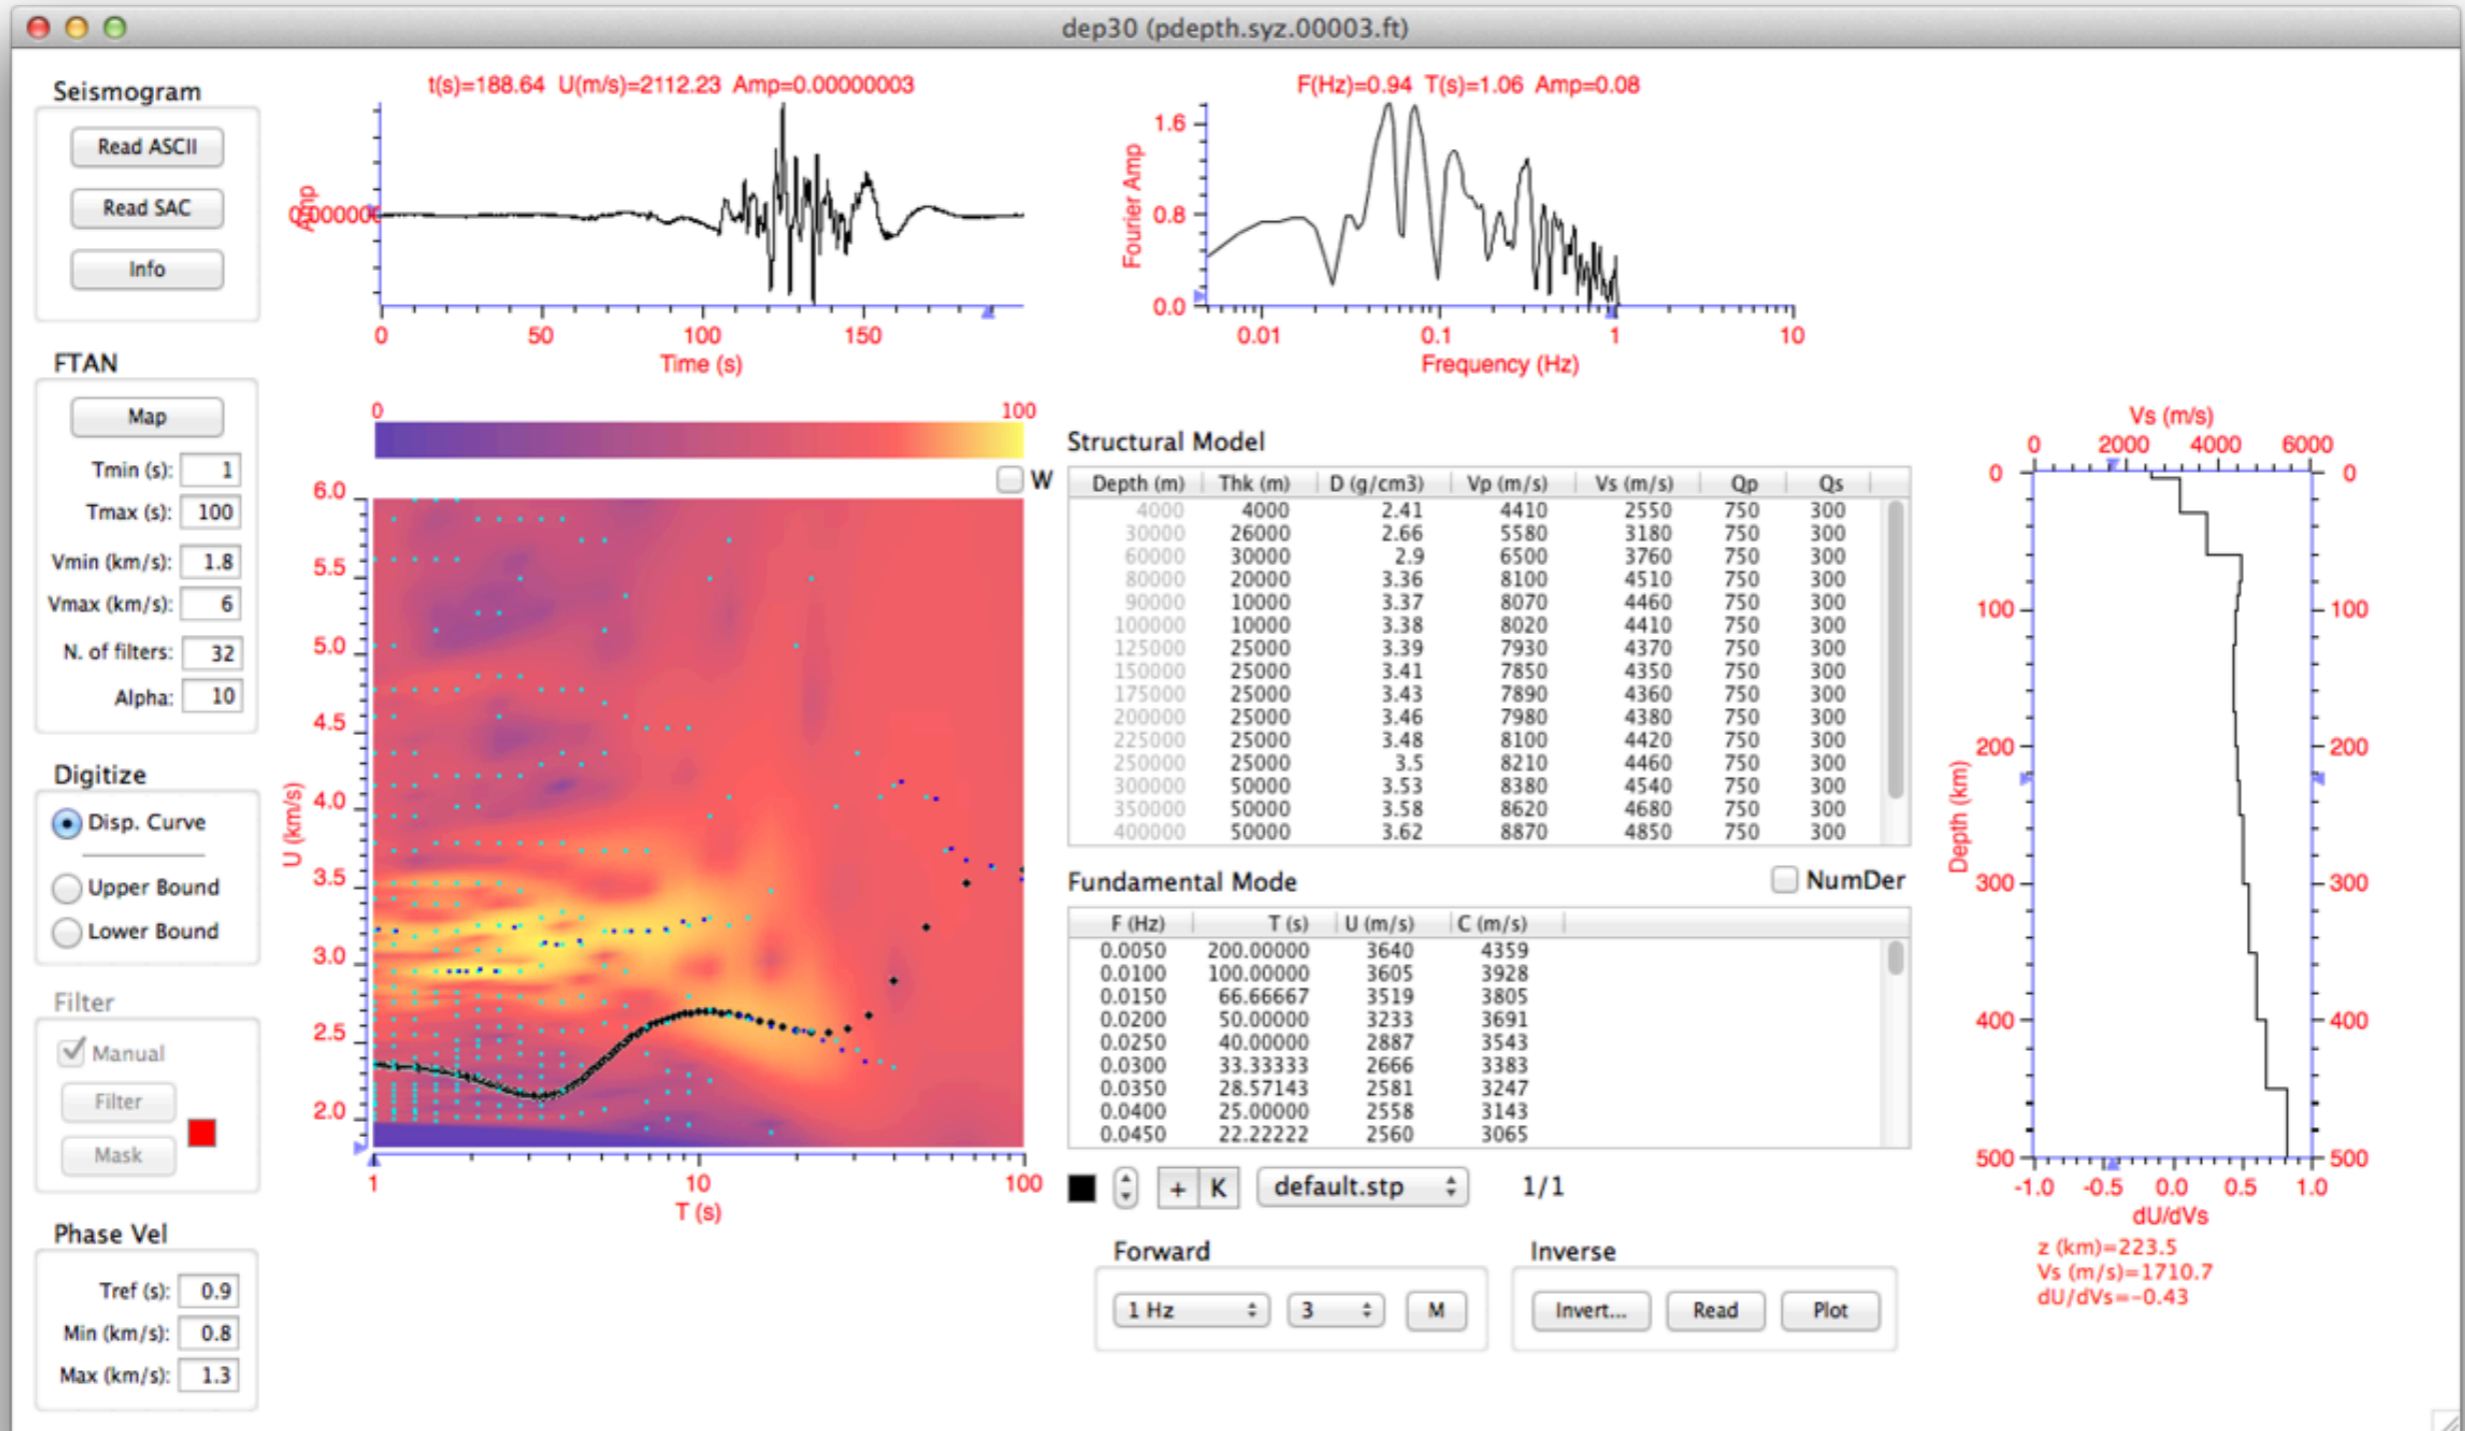 dep30 (pdepth.syz.00003.ft)
Seismogram
Read ASCII
Read SAC
Info
FTAN
Map
Tmin (s): 1
Tmax (s): 100
Vmin (km/s): 1.8
Vmax (km/s): 6
N. of filters: 32
Alpha: 10
Digitize
Disp. Curve
Upper Bound
Lower Bound
Filter
Manual
Filter
Mask
Phase Vel
Tref (s): 0.9
Min (km/s): 0.8
Max (km/s): 1.3
t(s)=188.64 U(m/s)=2112.23 Amp=0.00000003
Amp
0.00000
0 50 100 150
Time (s)
F(Hz)=0.94 T(s)=1.06 Amp=0.08
Fourier Amp
1.6
0.8
0.0
0.01 0.1 1 10
Frequency (Hz)
0 100
W
U (km/s)
6.0
5.5
5.0
4.5
4.0
3.5
3.0
2.5
2.0
1 10 100
T (s)
Structural Model
Depth (m) Thk (m) D (g/cm3) Vp (m/s) Vs (m/s) Qp Qs
4000 4000 2.41 4410 2550 750 300
30000 26000 2.66 5580 3180 750 300
60000 30000 2.9 6500 3760 750 300
80000 20000 3.36 8100 4510 750 300
90000 10000 3.37 8070 4460 750 300
100000 10000 3.38 8020 4410 750 300
125000 25000 3.39 7930 4370 750 300
150000 25000 3.41 7850 4350 750 300
175000 25000 3.43 7890 4360 750 300
200000 25000 3.46 7980 4380 750 300
225000 25000 3.48 8100 4420 750 300
250000 25000 3.5 8210 4460 750 300
300000 50000 3.53 8380 4540 750 300
350000 50000 3.58 8620 4680 750 300
400000 50000 3.62 8870 4850 750 300
Fundamental Mode
NumDer
F (Hz) T (s) U (m/s) C (m/s)
0.0050 200.00000 3640 4359
0.0100 100.00000 3605 3928
0.0150 66.66667 3519 3805
0.0200 50.00000 3233 3691
0.0250 40.00000 2887 3543
0.0300 33.33333 2666 3383
0.0350 28.57143 2581 3247
0.0400 25.00000 2558 3143
0.0450 22.22222 2560 3065
+ K default.stp 1/1
Forward
1 Hz 3 M
Inverse
Invert... Read Plot
Vs (m/s)
0 2000 4000 6000
Depth (km)
0 0
100 100
200 200
300 300
400 400
500 500
-1.0 -0.5 0.0 0.5 1.0
dU/dVs
z (km)=223.5
Vs (m/s)=1710.7
dU/dVs=-0.43